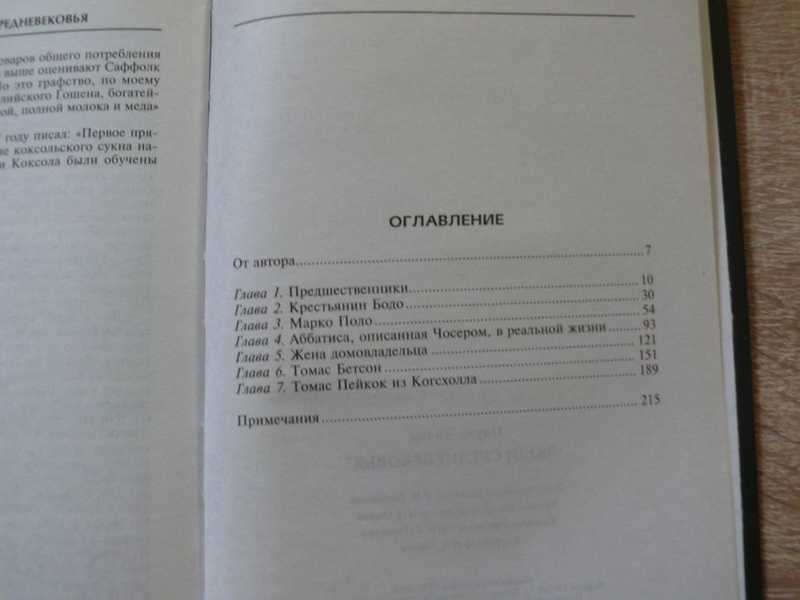 РЕДНЕВЕКОВЬЯ
оваров общего потребления
выше оценивают Саффолк
о это графство, по моему
лийского Гошена, богатей-
ой, полной молока и меда»
году писал: «Первое пря-
ве коксольского сукна на-
и Коксола были обучены
ОГЛАВЛЕНИЕ
От автора 7
Глава 1. Предшественники 10
Глава 2. Крестьянин Бодо 30
Глава 3. Марко Поло 54
Глава 4. Аббатиса, описанная Чосером, в реальной жизни 93
Глава 5. Жена домовладельца 121
Глава 6. Томас Бетсон 151
Глава 7. Томас Пейкок из Когсхолла 189
Примечания 215